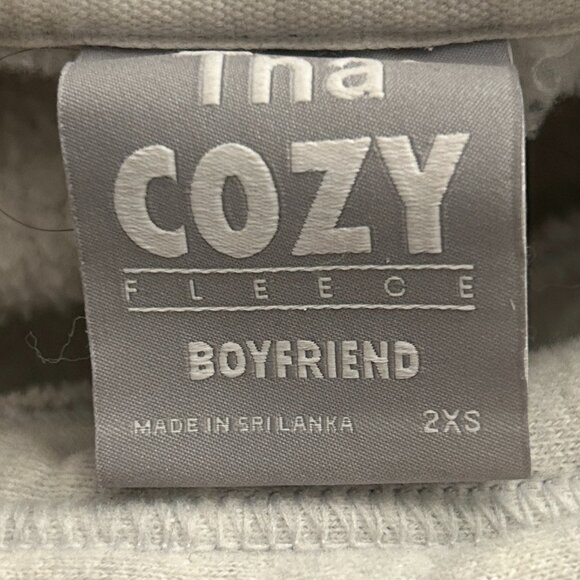 Tna
COZY
FLEECE
BOYFRIEND
MADE IN SRI LANKA 2XS